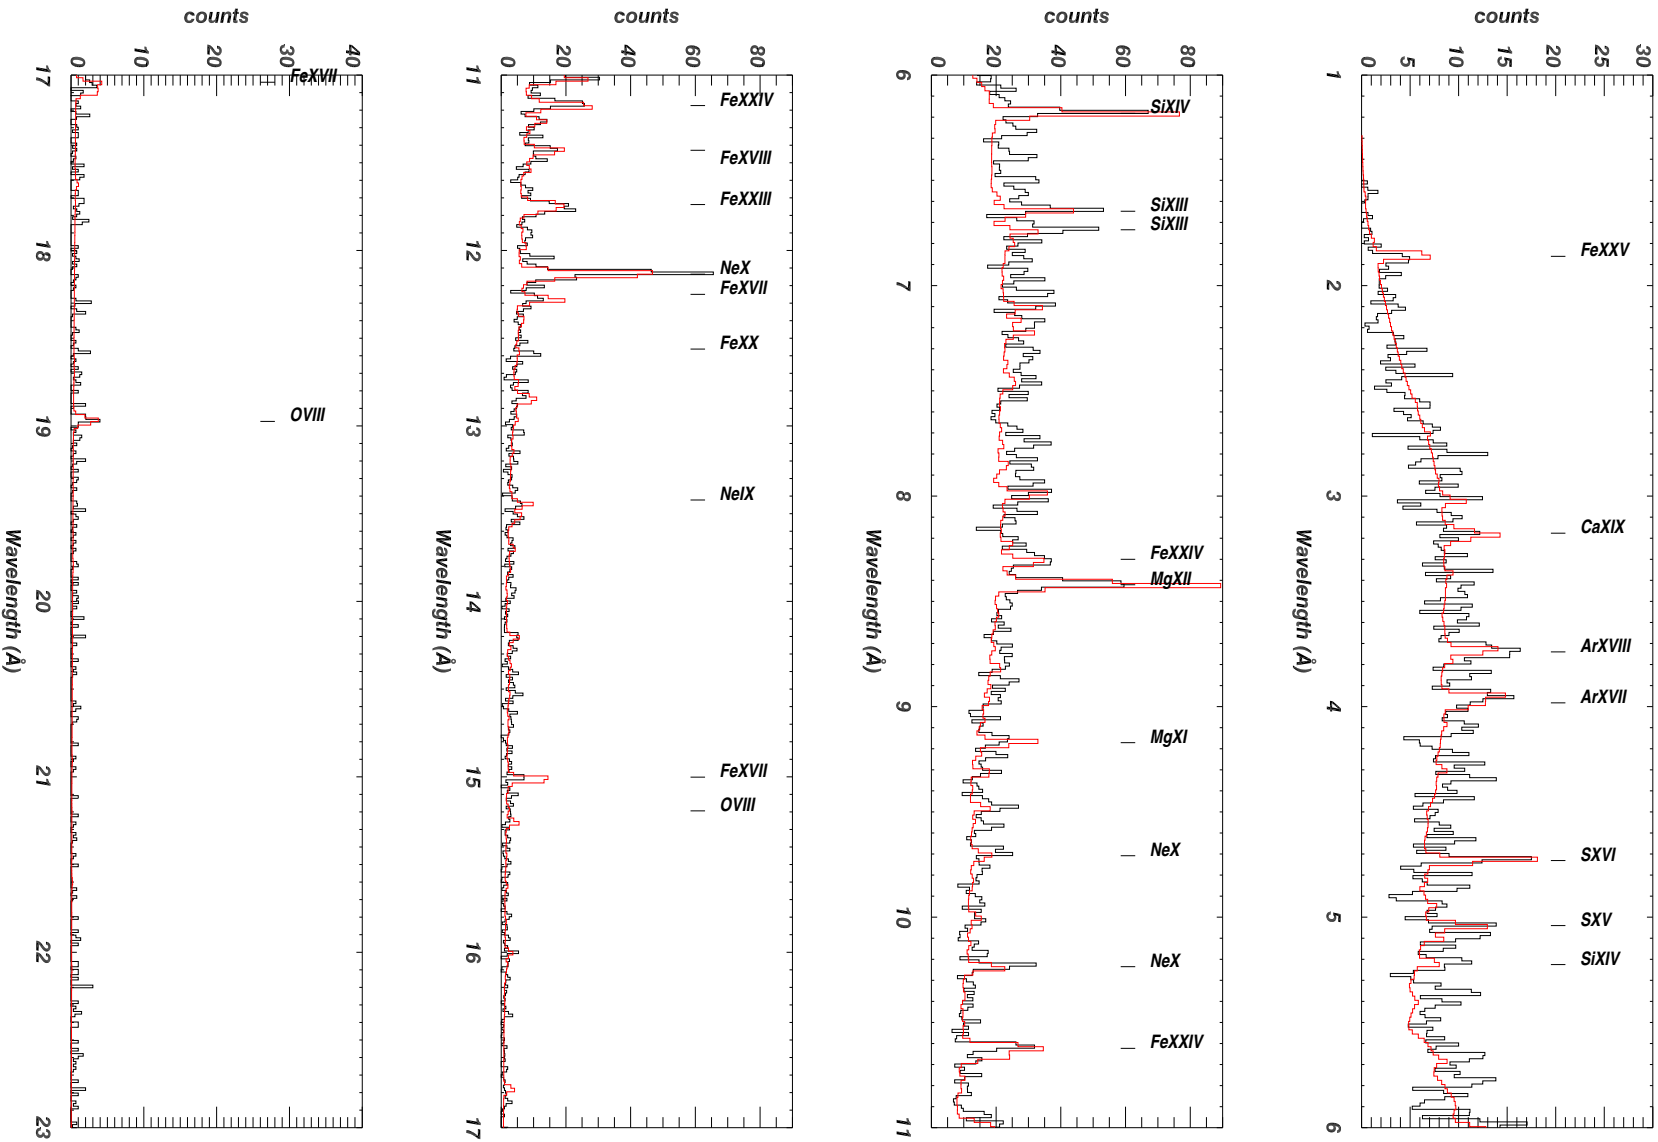 counts
0 5 10 15 20 25 30
1 2 3 4 5 6
FeXXV
CaXIX
ArXVIII
ArXVII
SXVI
SXV
SiXIV
Wavelength (Å)
counts
0 20 40 60 80
6 7 8 9 10 11
SiXIV
SiXIII
SiXIII
FeXXIV
MgXII
MgXI
NeX
NeX
FeXXIV
Wavelength (Å)
counts
0 20 40 60 80
11 12 13 14 15 16 17
FeXXIV
FeXVIII
FeXXIII
NeX
FeXVII
FeXX
NeIX
FeXVII
OVIII
Wavelength (Å)
counts
0 10 20 30 40
17 18 19 20 21 22 23
FeXVII
OVIII
Wavelength (Å)